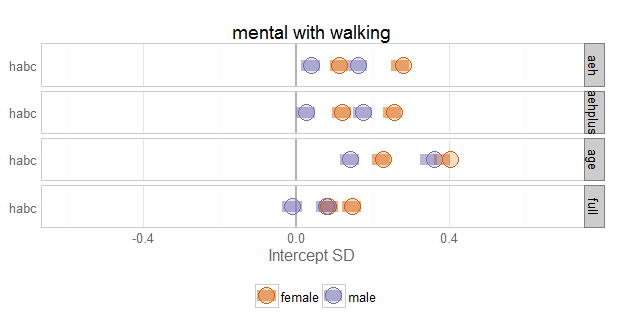 mental with walking
habc
aeh
habc
aehplus
habc
age
habc
full
-0.4 0.0 0.4
Intercept SD
female male